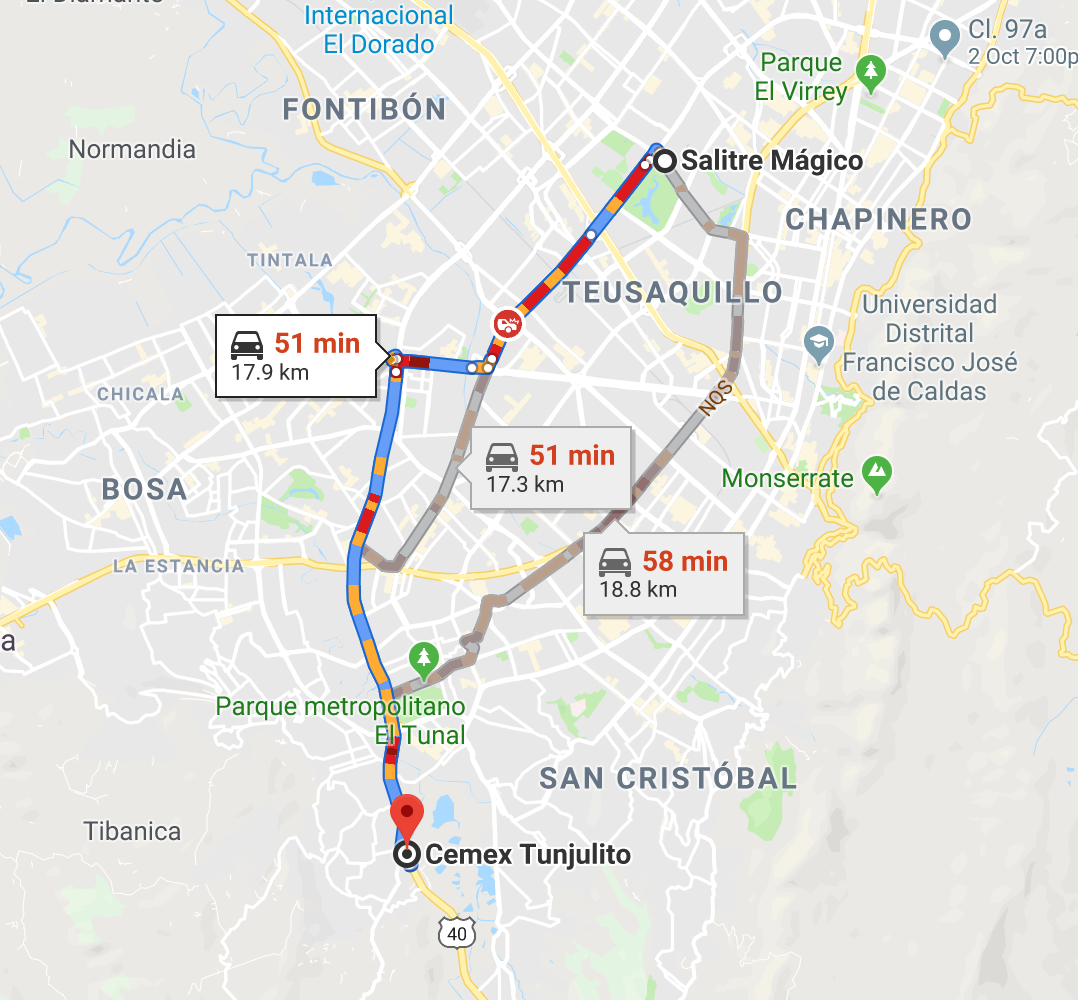 Internacional
El Dorado
Cl. 97a
2 Oct 7:00p
Parque
El Virrey
FONTIBÓN
Normandia
Salitre Mágico
CHAPINERO
TINTALA
TEUSAQUILLO
Universidad
Distrital
Francisco José
de Caldas
51 min
17.9 km
CHICALA
NQS
51 min
17.3 km
Monserrate
BOSA
58 min
18.8 km
LA ESTANCIA
a
Parque metropolitano
El Tunal
SAN CRISTÓBAL
Tibanica
Cemex Tunjulito
40